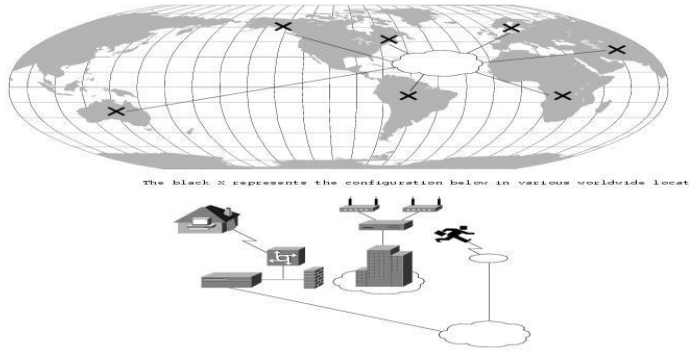 The black X represents the configuration below in various worldwide locat